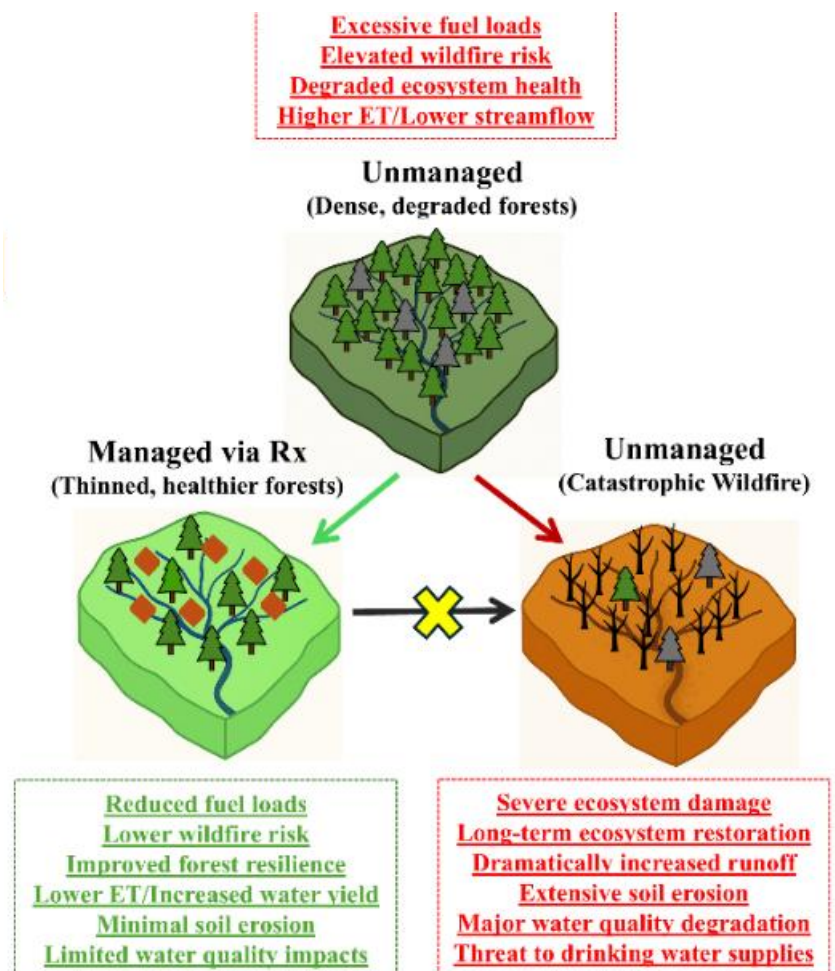 Excessive fuel loads
Elevated wildfire risk
Degraded ecosystem health
Higher ET/Lower streamflow
Unmanaged
(Dense, degraded forests)
Managed via Rx
(Thinned, healthier forests)
Unmanaged
(Catastrophic Wildfire)
Reduced fuel loads
Lower wildfire risk
Improved forest resilience
Lower ET/Increased water yield
Minimal soil erosion
Limited water quality impacts
Severe ecosystem damage
Long-term ecosystem restoration
Dramatically increased runoff
Extensive soil erosion
Major water quality degradation
Threat to drinking water supplies